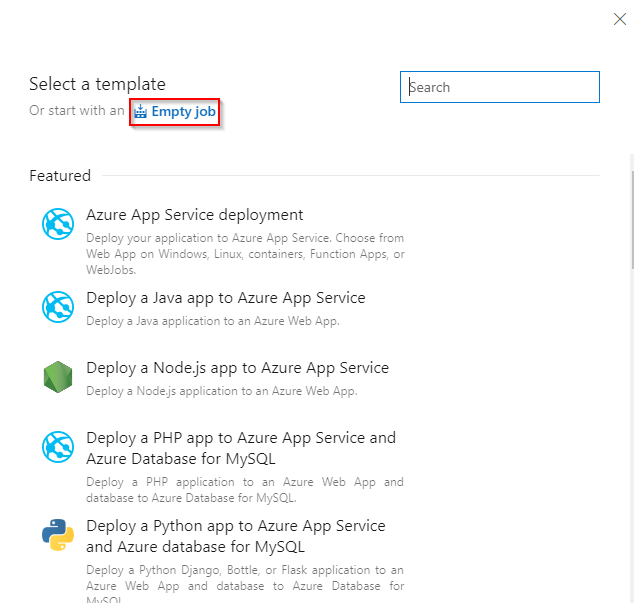 Select a template
Search
Or start with an Empty job
Featured
Azure App Service deployment
Deploy your application to Azure App Service. Choose from
Web App on Windows, Linux, containers, Function Apps, or
WebJobs.
Deploy a Java app to Azure App Service
Deploy a Java application to an Azure Web App.
Deploy a Node.js app to Azure App Service
Deploy a Node.js application to an Azure Web App.
Deploy a PHP app to Azure App Service and
Azure Database for MySQL
Deploy a PHP application to an Azure Web App and
database to Azure Database for MySQL.
Deploy a Python app to Azure App Service
and Azure database for MySQL
Deploy a Python Django, Bottle, or Flask application to an
Azure Web App and database to Azure Database for
MySQL.